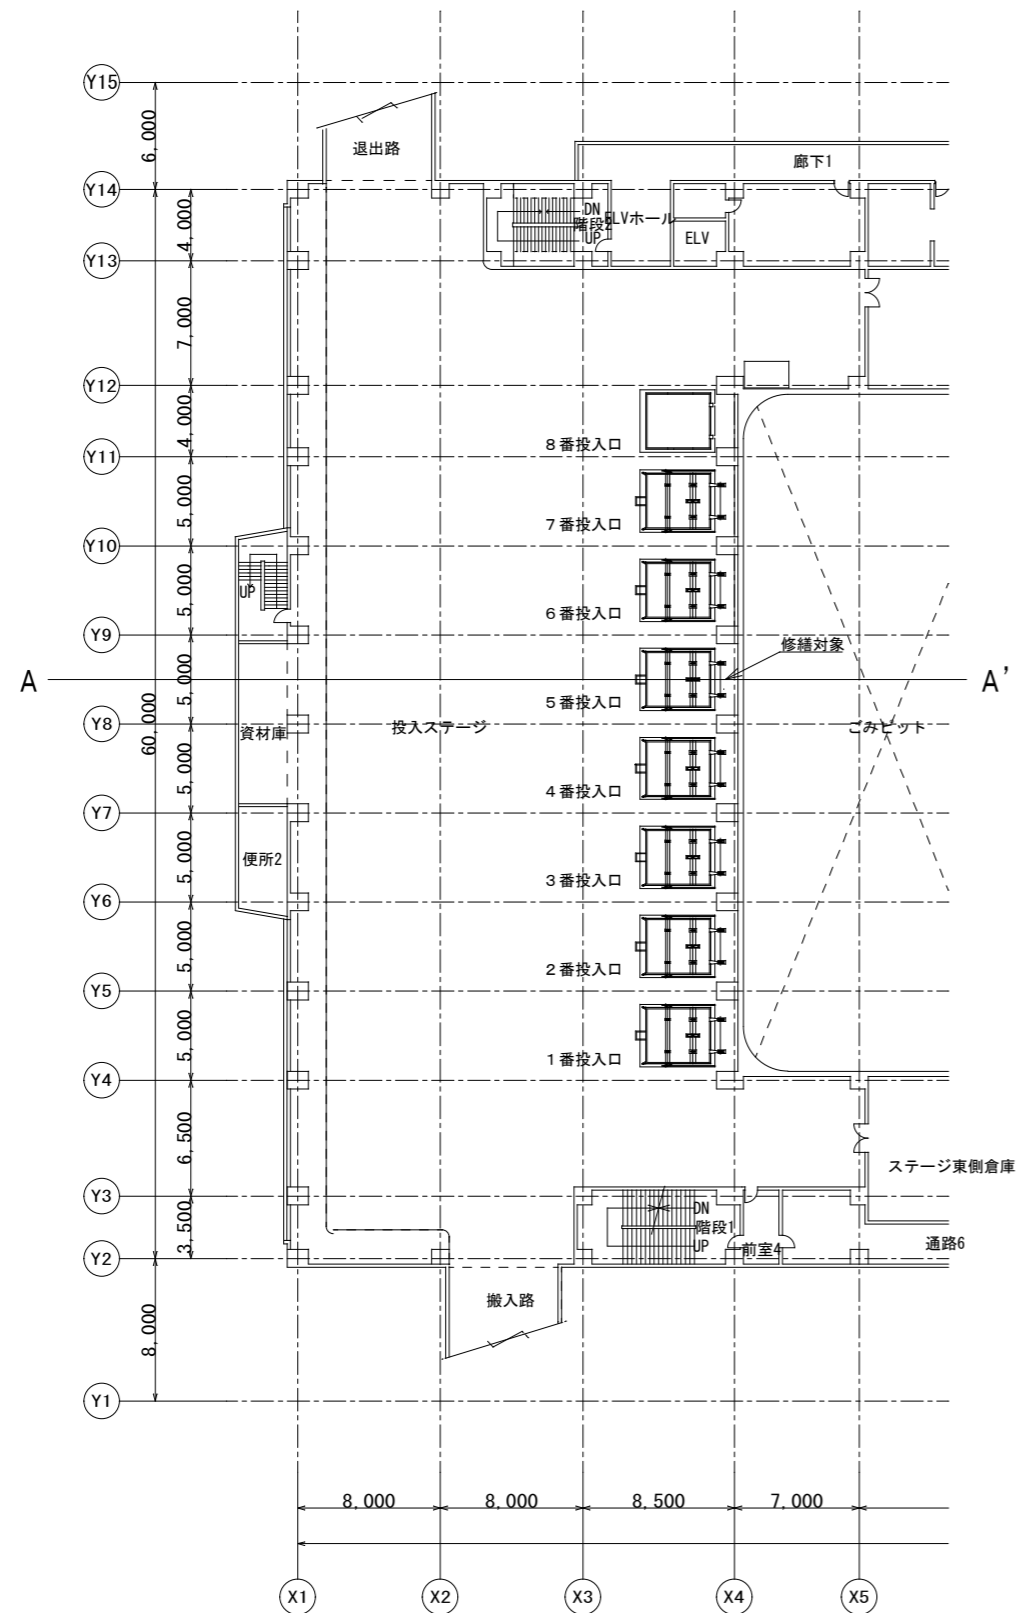 Y15
6,000
退出路
廊下1
Y14
DN
階段2
ELVホール
UP
ELV
4,000
Y13
7,000
Y12
4,000
8番投入口
Y11
5,000
7番投入口
Y10
5,000
UP
6番投入口
Y9
修繕対象
A
A'
5,000
60,000
5番投入口
Y8
資材庫
投入ステージ
ごみピット
5,000
4番投入口
Y7
5,000
便所2
3番投入口
Y6
5,000
2番投入口
Y5
5,000
1番投入口
Y4
6,500
ステージ東側倉庫
Y3
3,500
DN
階段1
UP
前室4
通路6
Y2
搬入路
8,000
Y1
8,000
8,000
8,500
7,000
X1
X2
X3
X4
X5